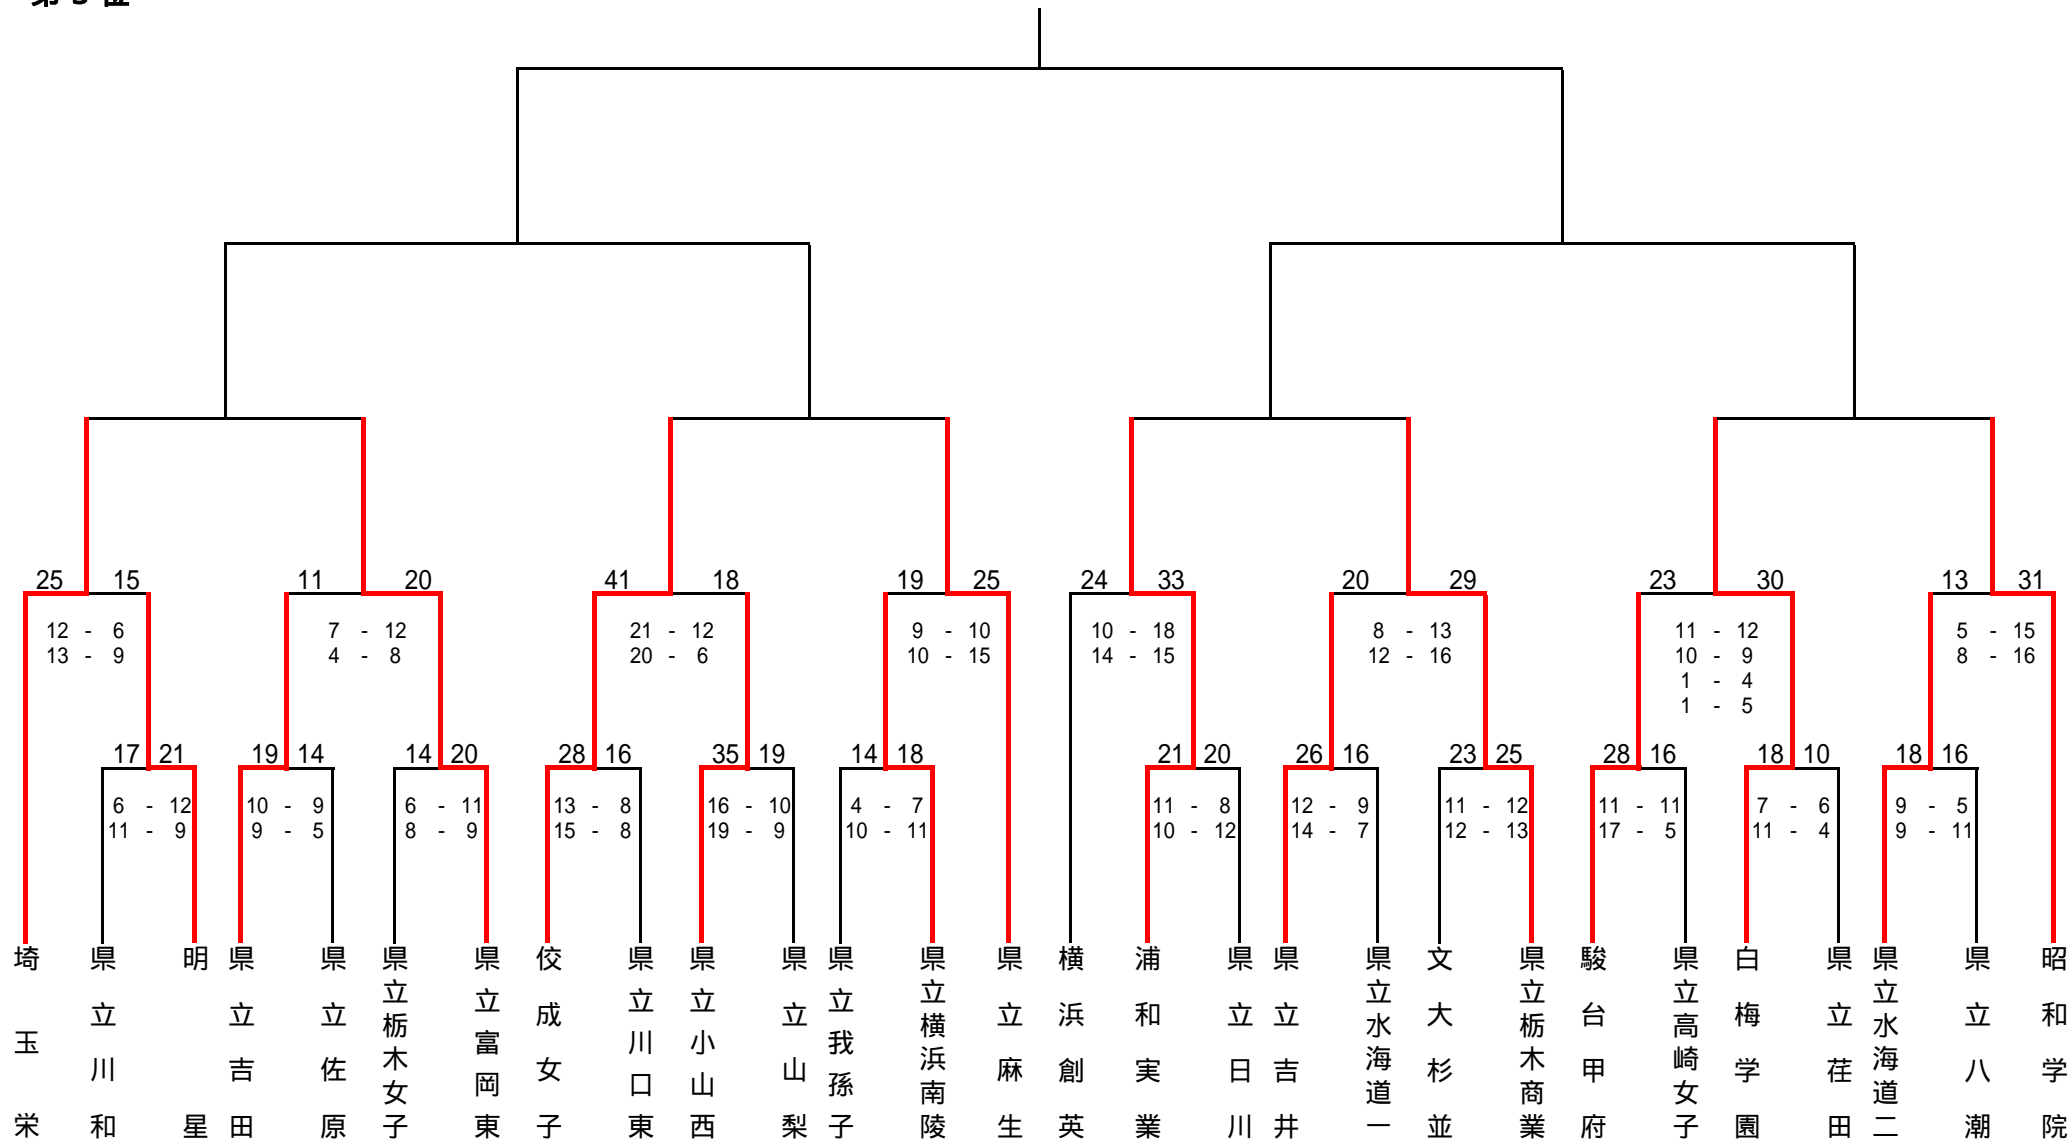 25 15 11 20 41 18 19 25 24 33 20 29 23 30 13 31
12 - 6 7 - 12 21 - 12 9 - 10 10 - 18 8 - 13 11 - 12 5 - 15
13 - 9 4 - 8 20 - 6 10 - 15 14 - 15 12 - 16 10 - 9 8 - 16
1 - 4
1 - 5
17 21 19 14 14 20 28 16 35 19 14 18 21 20 26 16 23 25 28 16 18 10 18 16
6 - 12 10 - 9 6 - 11 13 - 8 16 - 10 4 - 7 11 - 8 12 - 9 11 - 12 11 - 11 7 - 6 9 - 5
11 - 9 9 - 5 8 - 9 15 - 8 19 - 9 10 - 11 10 - 12 14 - 7 12 - 13 17 - 5 11 - 4 9 - 11
埼玉栄
県立川和
明星
県立吉田
県立佐原
県立栃木女子
県立富岡東
佼成女子
県立川口東
県立小山西
県立山梨
県立我孫子
県立横浜南陵
県立麻生
横浜創英
浦和実業
県立日川
県立吉井
県立水海道一
文大杉並
県立栃木商業
駿台甲府
県立高崎女子
白梅学園
県立荏田
県立水海道二
県立八潮
昭和学院